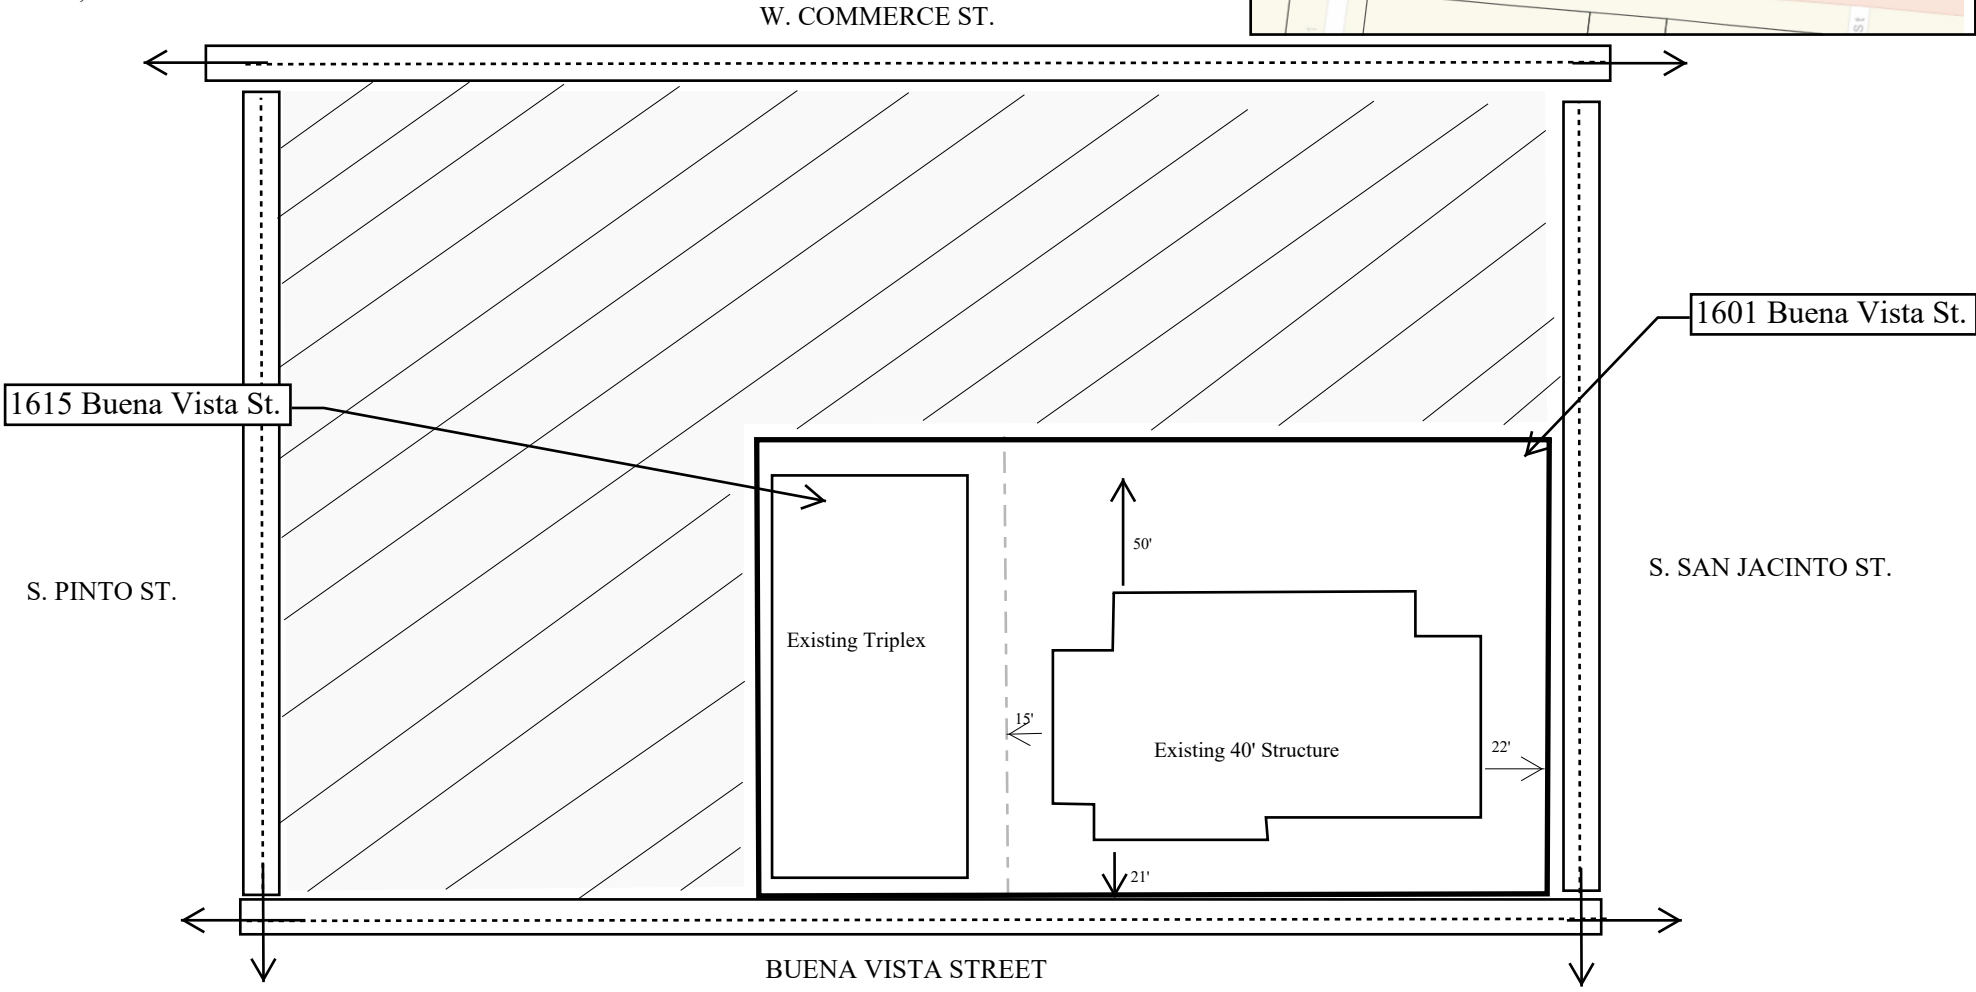 W. COMMERCE ST.
St
1601 Buena Vista St.
1615 Buena Vista St.
50'
S. SAN JACINTO ST.
S. PINTO ST.
Existing Triplex
15'
Existing 40' Structure
22'
21'
BUENA VISTA STREET